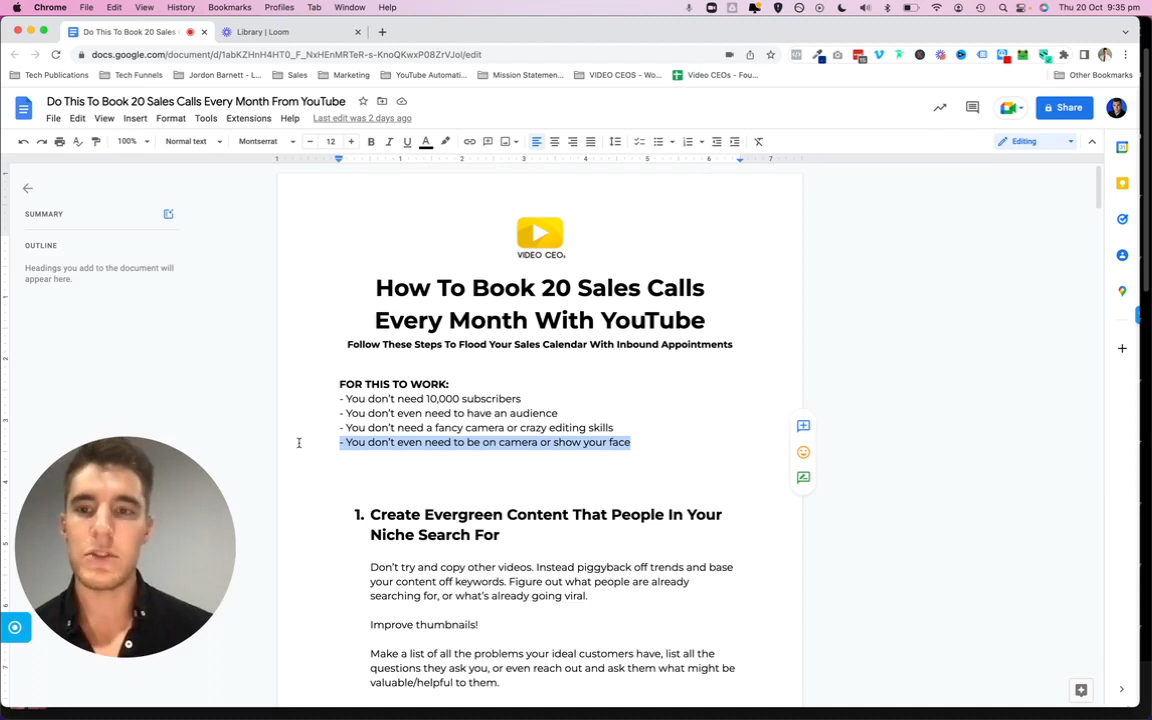 Chrome File Edit View History Bookmarks Profiles Tab Window Help
Thu 20 Oct 9:35 pm
Do This To Book 20 Sales Calls
Library | Loom
docs.google.com/document/d/1abKZHnH4HT0_F_NxHEnMRTeR-s-KnoQKwxP08ZrVJoI/edit
Tech Publications Tech Funnels Jordan Barnett - L... Sales Marketing YouTube Automati... Mission Statemen... VIDEO CEOS - Wo... Video CEOs - Fou... Other Bookmarks
Do This To Book 20 Sales Calls Every Month From YouTube
Share
File Edit View Insert Format Tools Extensions Help Last edit was 2 days ago
100% Normal text Montserrat 12 Editing
1 1 2 3 4 5 6 7
SUMMARY
OUTLINE
Headings you add to the document will
appear here.
VIDEO CEO
How To Book 20 Sales Calls
Every Month With YouTube
Follow These Steps To Flood Your Sales Calendar With Inbound Appointments
FOR THIS TO WORK:
- You don't need 10,000 subscribers
- You don't even need to have an audience
- You don't need a fancy camera or crazy editing skills
- You don't even need to be on camera or show your face
1. Create Evergreen Content That People In Your
Niche Search For
Don't try and copy other videos. Instead piggyback off trends and base
your content off keywords. Figure out what people are already
searching for, or what's already going viral.
Improve thumbnails!
Make a list of all the problems your ideal customers have, list all the
questions they ask you, or even reach out and ask them what might be
valuable/helpful to them.